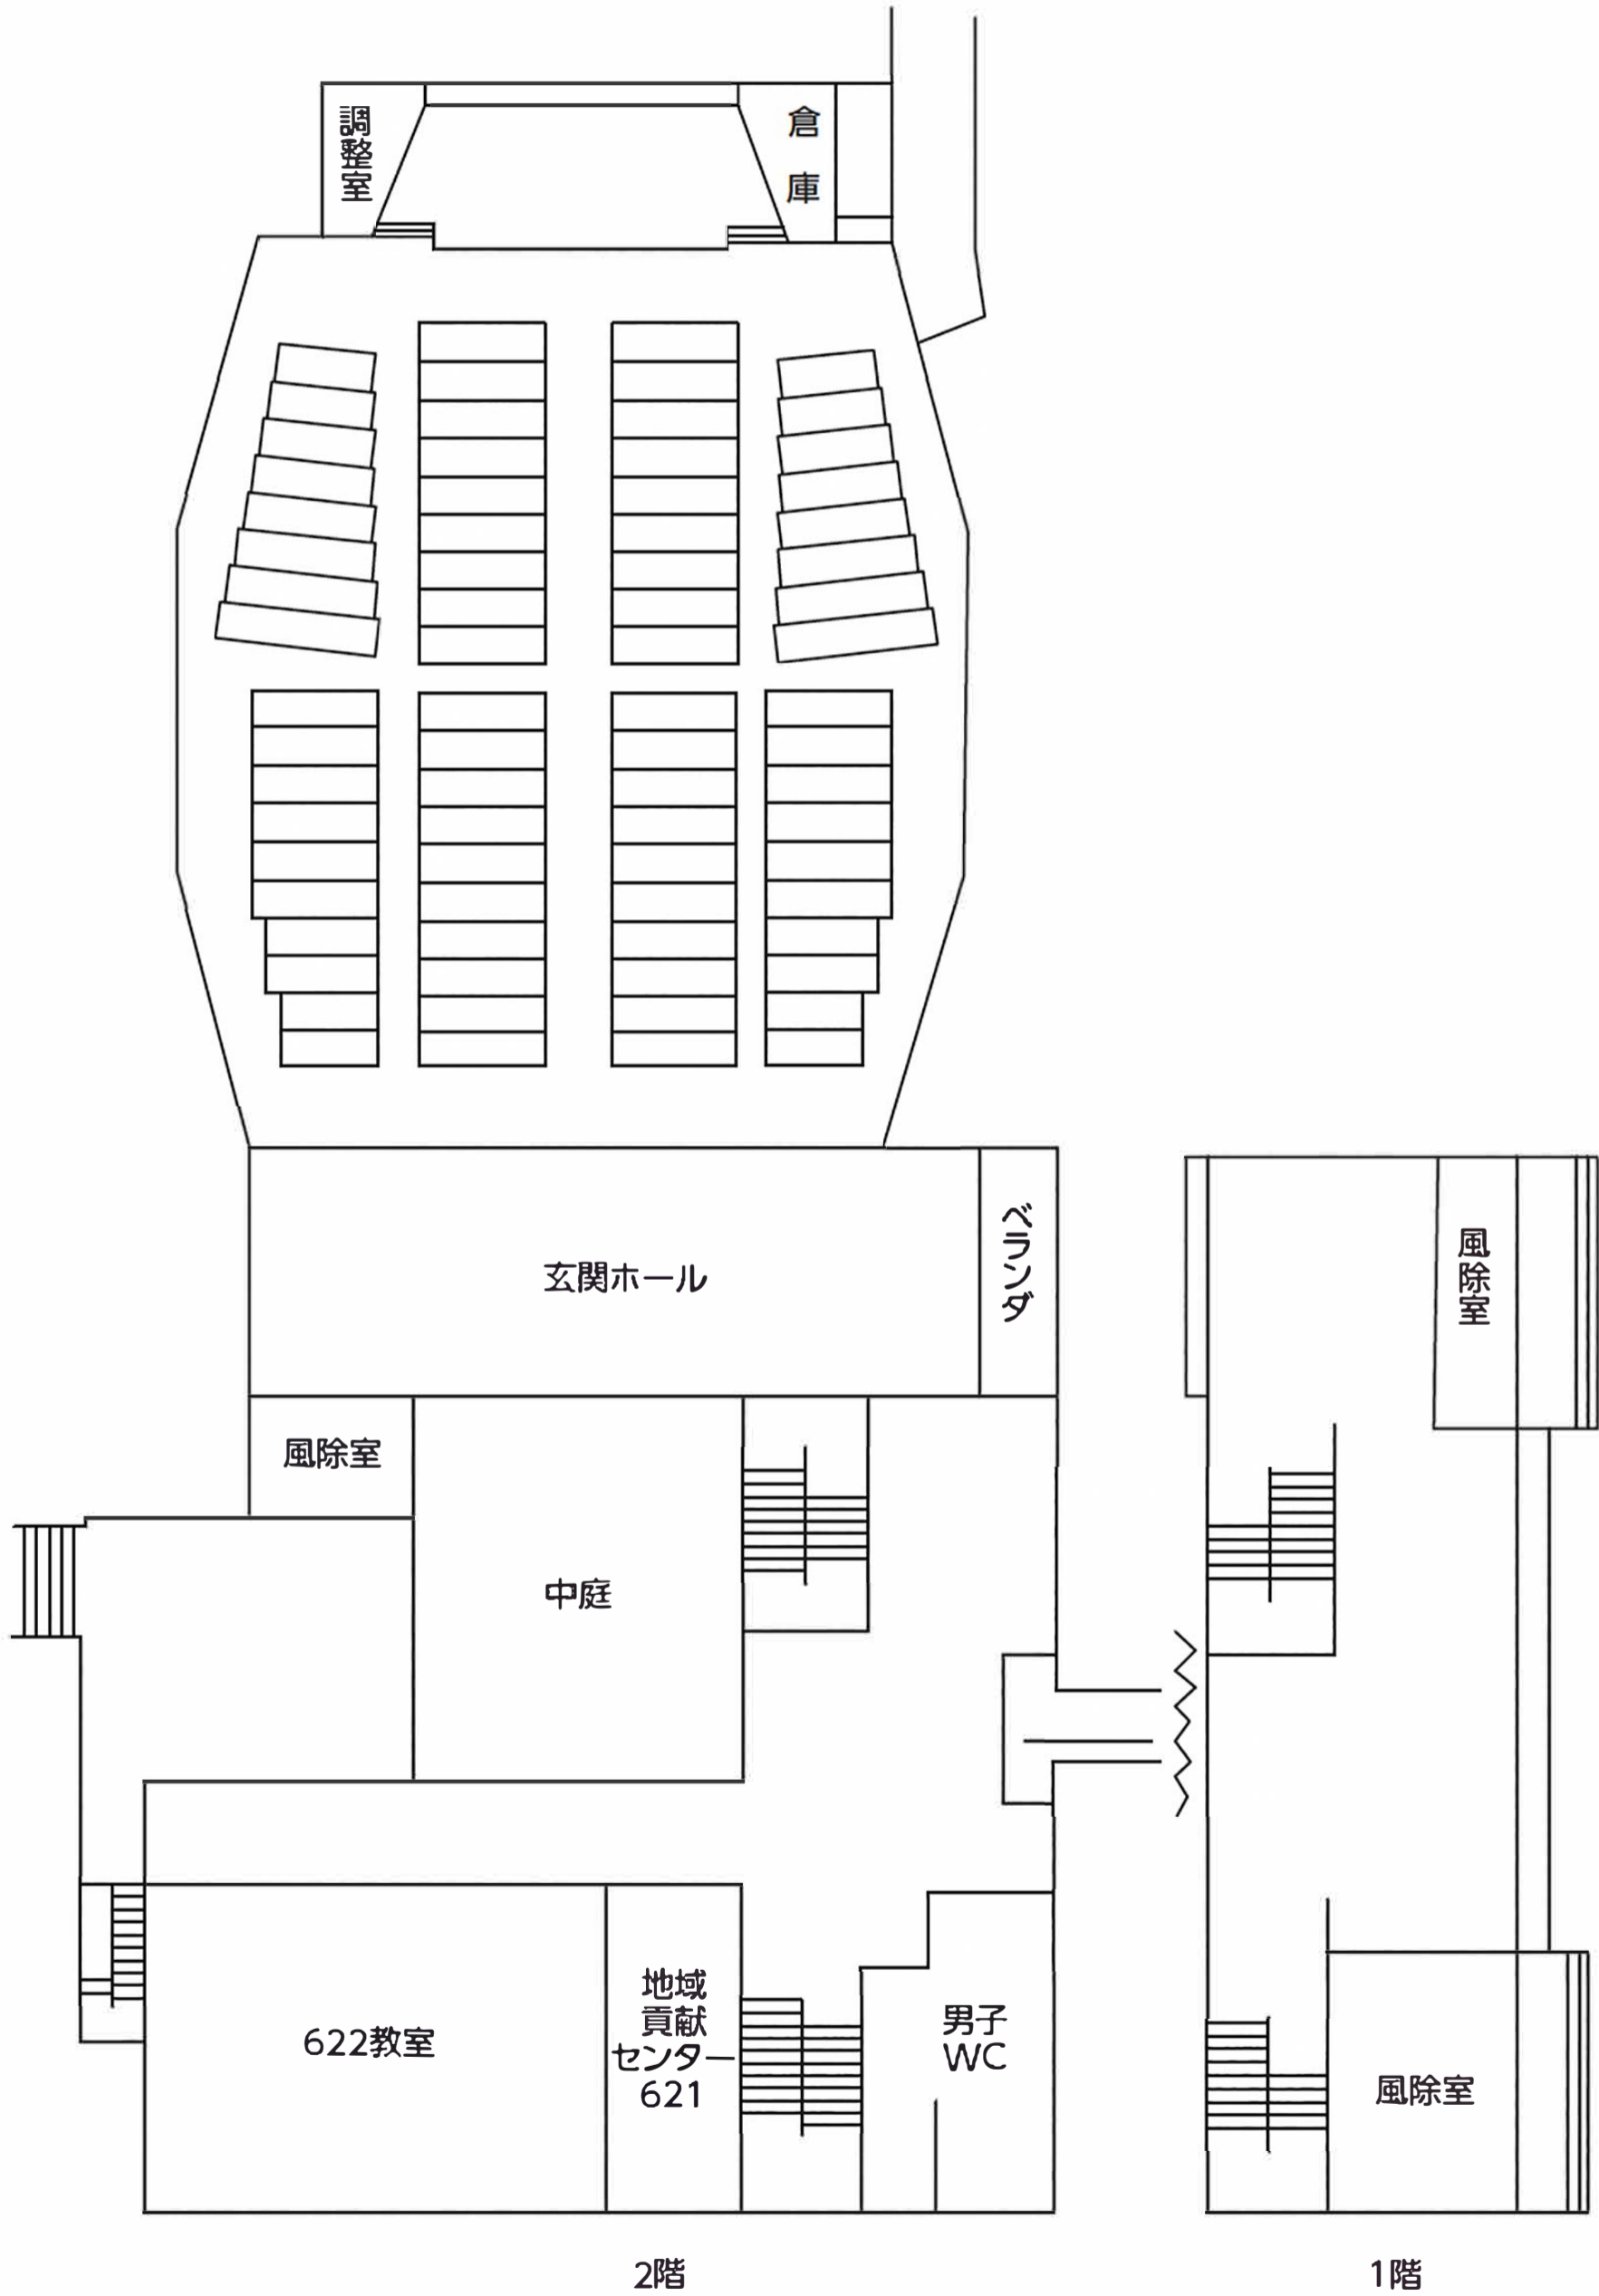 調整室
倉庫
玄関ホール
ベランダ
風除室
風除室
中庭
622教室
地域
貢献
センター
621
男子
WC
風除室
2階
1階